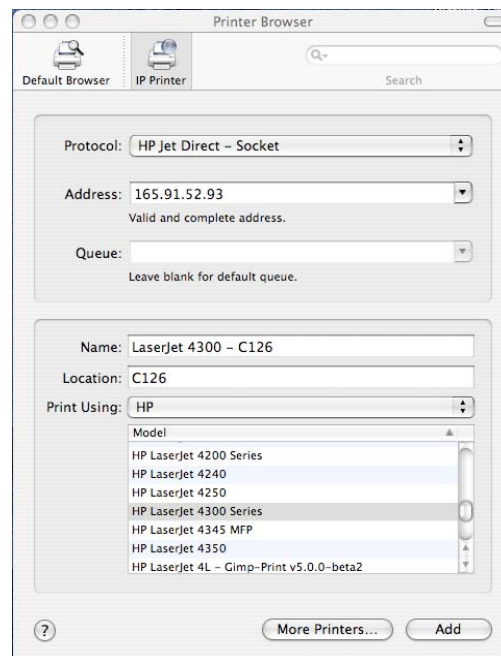 Printer Browser
Default Browser
IP Printer
Search
Protocol: HP Jet Direct – Socket
Address: 165.91.52.93
Valid and complete address.
Queue:
Leave blank for default queue.
Name: LaserJet 4300 – C126
Location: C126
Print Using: HP
Model
HP LaserJet 4200 Series
HP LaserJet 4240
HP LaserJet 4250
HP LaserJet 4300 Series
HP LaserJet 4345 MFP
HP LaserJet 4350
HP LaserJet 4L – Gimp-Print v5.0.0-beta2
?
More Printers...
Add